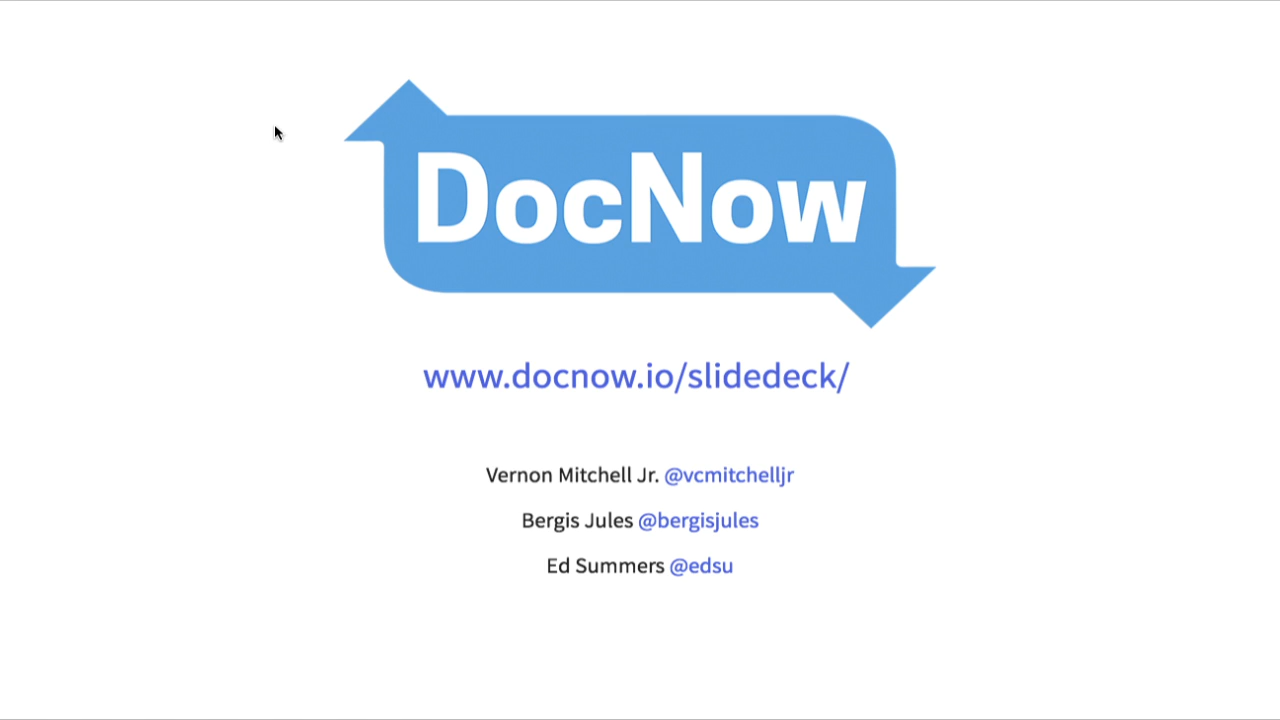 DocNow
www.docnow.io/slidedeck/
Vernon Mitchell Jr. @vcmitchelljr
Bergis Jules @bergisjules
Ed Summers @edsu